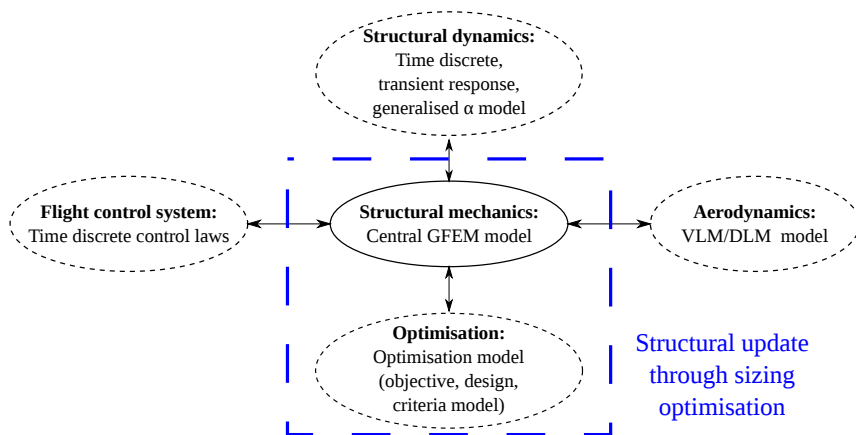 Structural dynamics:
Time discrete,
transient response,
generalised α model
Flight control system:
Time discrete control laws
Structural mechanics:
Central GFEM model
Aerodynamics:
VLM/DLM model
Optimisation:
Optimisation model
(objective, design,
criteria model)
Structural update
through sizing
optimisation